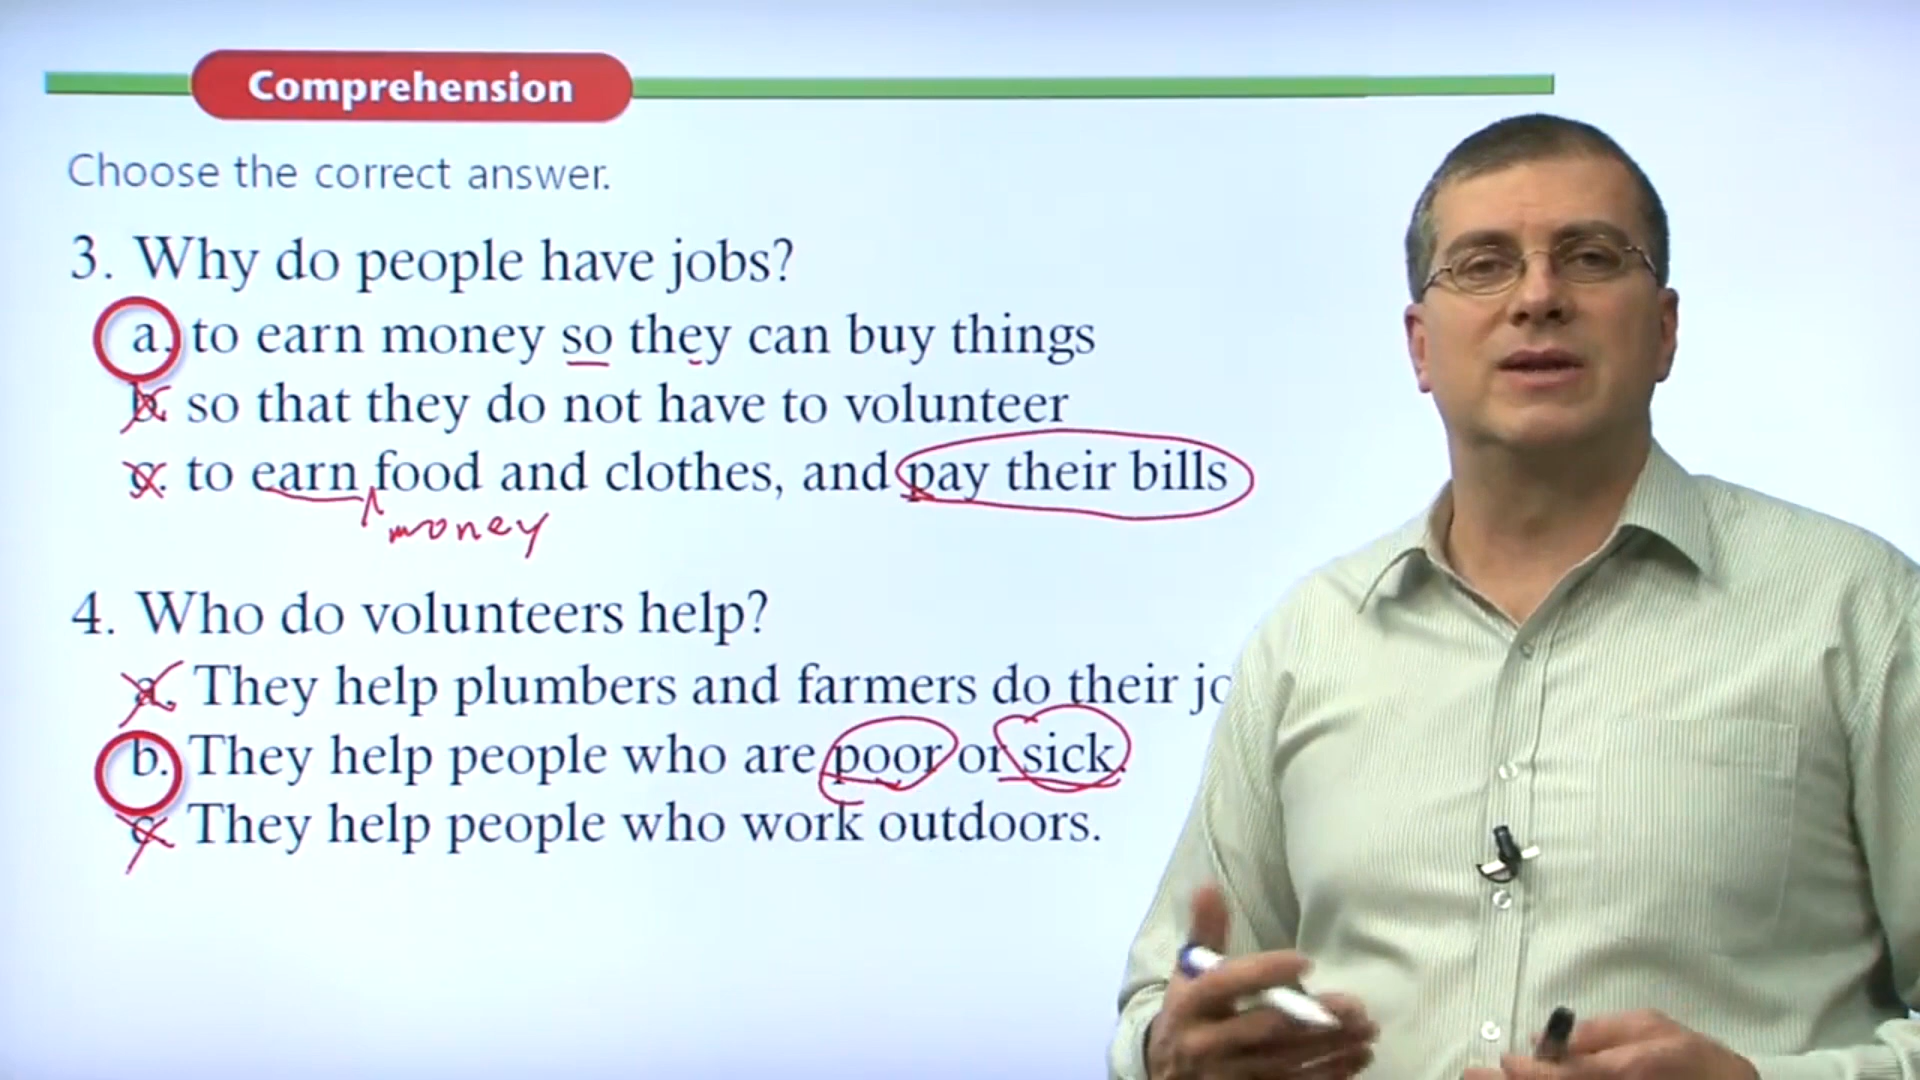 Comprehension
Choose the correct answer.
3. Why do people have jobs?
a. to earn money so they can buy things
b. so that they do not have to volunteer
c. to earn food and clothes, and pay their bills
money
4. Who do volunteers help?
a. They help plumbers and farmers do their jo
b. They help people who are poor or sick.
c. They help people who work outdoors.